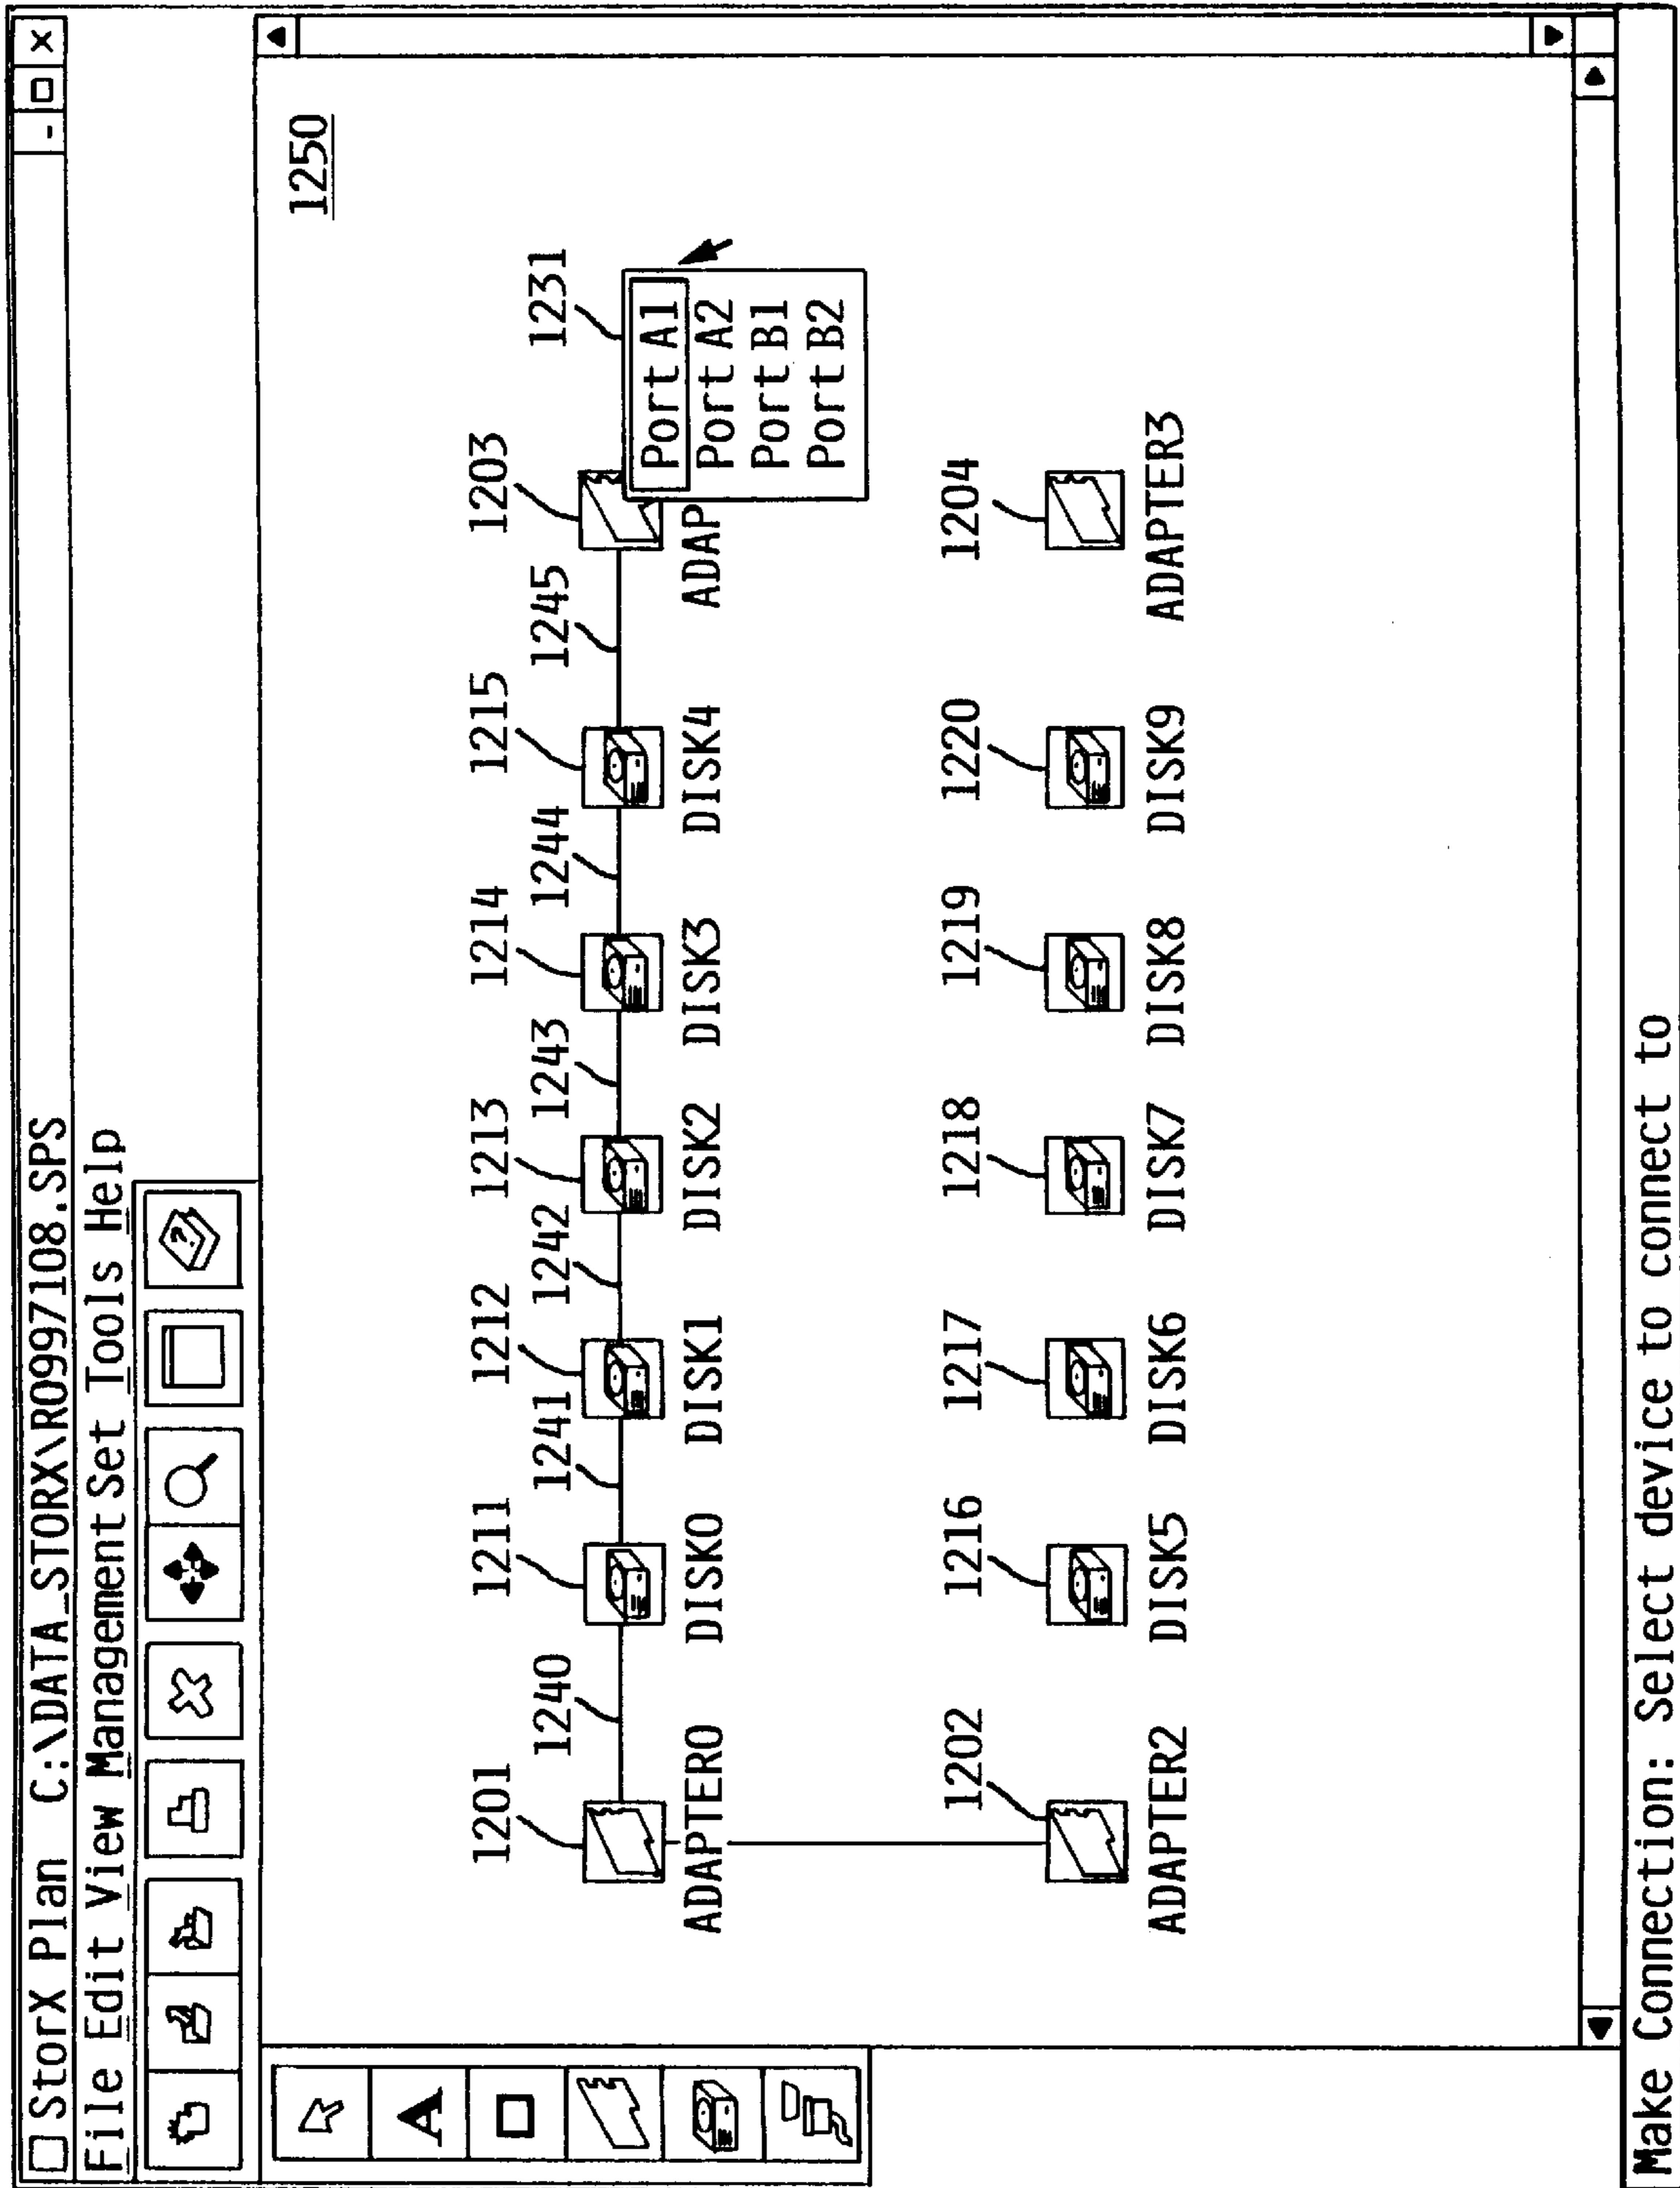 StorX Plan C:\DATA_STORX\RO997108.SPS
- □ x
File Edit View Management Set Tools Help
?
A
1250
1201 1240 1211 1241 1212 1242 1213 1243 1214 1244 1215 1245 1203 1231
ADAPTER0 DISK0 DISK1 DISK2 DISK3 DISK4 ADAP
Port A1
Port A2
Port B1
Port B2
1202 1216 1217 1218 1219 1220 1204
ADAPTER2 DISK5 DISK6 DISK7 DISK8 DISK9 ADAPTER3
Make Connection: Select device to connect to